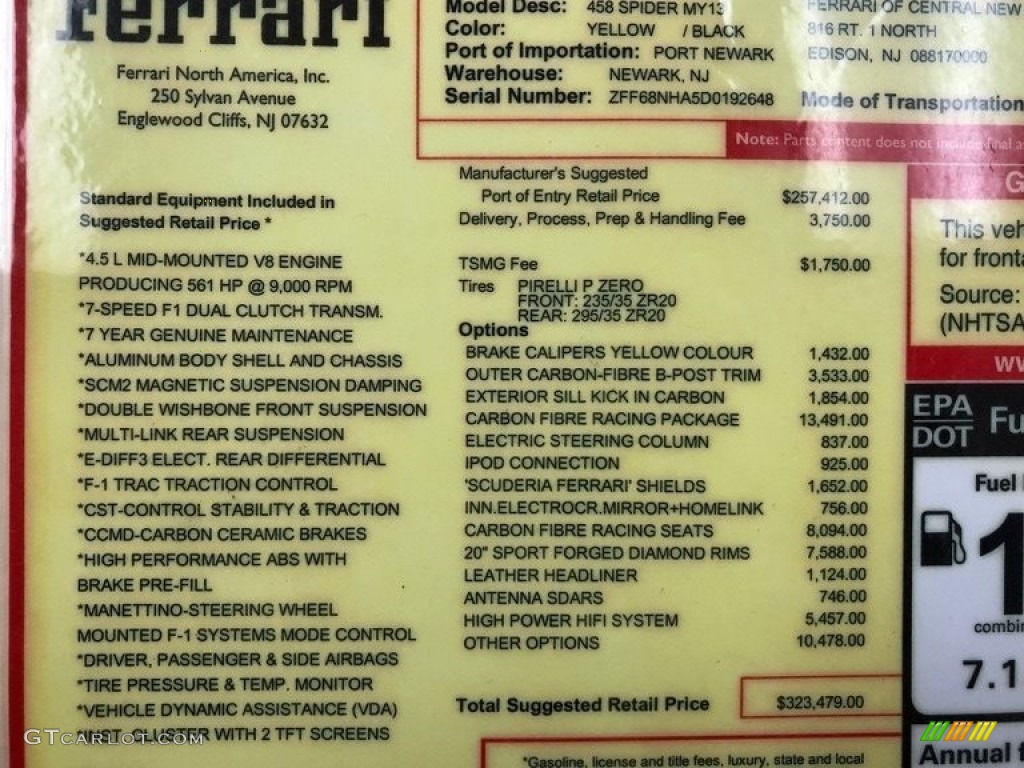 Ferrari
Ferrari North America, Inc.
250 Sylvan Avenue
Englewood Cliffs, NJ 07632
Model Desc: 458 SPIDER MY13
Color: YELLOW / BLACK
Port of Importation: PORT NEWARK
Warehouse: NEWARK, NJ
Serial Number: ZFF68NHA5D0192648
FERRARI OF CENTRAL NEW
816 RT. 1 NORTH
EDISON, NJ 088170000
Mode of Transportation
Note: Parts content does not include final
Standard Equipment Included in
Suggested Retail Price *
*4.5 L MID-MOUNTED V8 ENGINE
PRODUCING 561 HP @ 9,000 RPM
*7-SPEED F1 DUAL CLUTCH TRANSM.
*7 YEAR GENUINE MAINTENANCE
*ALUMINUM BODY SHELL AND CHASSIS
*SCM2 MAGNETIC SUSPENSION DAMPING
*DOUBLE WISHBONE FRONT SUSPENSION
*MULTI-LINK REAR SUSPENSION
*E-DIFF3 ELECT. REAR DIFFERENTIAL
*F-1 TRAC TRACTION CONTROL
*CST-CONTROL STABILITY & TRACTION
*CCMD-CARBON CERAMIC BRAKES
*HIGH PERFORMANCE ABS WITH
BRAKE PRE-FILL
*MANETTINO-STEERING WHEEL
MOUNTED F-1 SYSTEMS MODE CONTROL
*DRIVER, PASSENGER & SIDE AIRBAGS
*TIRE PRESSURE & TEMP. MONITOR
*VEHICLE DYNAMIC ASSISTANCE (VDA)
*INST. CLUSTER WITH 2 TFT SCREENS
Manufacturer's Suggested
Port of Entry Retail Price $257,412.00
Delivery, Process, Prep & Handling Fee 3,750.00
TSMG Fee $1,750.00
Tires PIRELLI P ZERO
FRONT: 235/35 ZR20
REAR: 295/35 ZR20
Options
BRAKE CALIPERS YELLOW COLOUR 1,432.00
OUTER CARBON-FIBRE B-POST TRIM 3,533.00
EXTERIOR SILL KICK IN CARBON 1,854.00
CARBON FIBRE RACING PACKAGE 13,491.00
ELECTRIC STEERING COLUMN 837.00
IPOD CONNECTION 925.00
'SCUDERIA FERRARI' SHIELDS 1,652.00
INN.ELECTROCR.MIRROR+HOMELINK 756.00
CARBON FIBRE RACING SEATS 8,094.00
20" SPORT FORGED DIAMOND RIMS 7,588.00
LEATHER HEADLINER 1,124.00
ANTENNA SDARS 746.00
HIGH POWER HIFI SYSTEM 5,457.00
OTHER OPTIONS 10,478.00
Total Suggested Retail Price $323,479.00
*Gasoline, license and title fees, luxury, state and local
G
This veh
for fronta
Source:
(NHTSA
ww
EPA
DOT
Fu
Fuel
1
combin
7.1
Annual f
GTCARLOT.COM